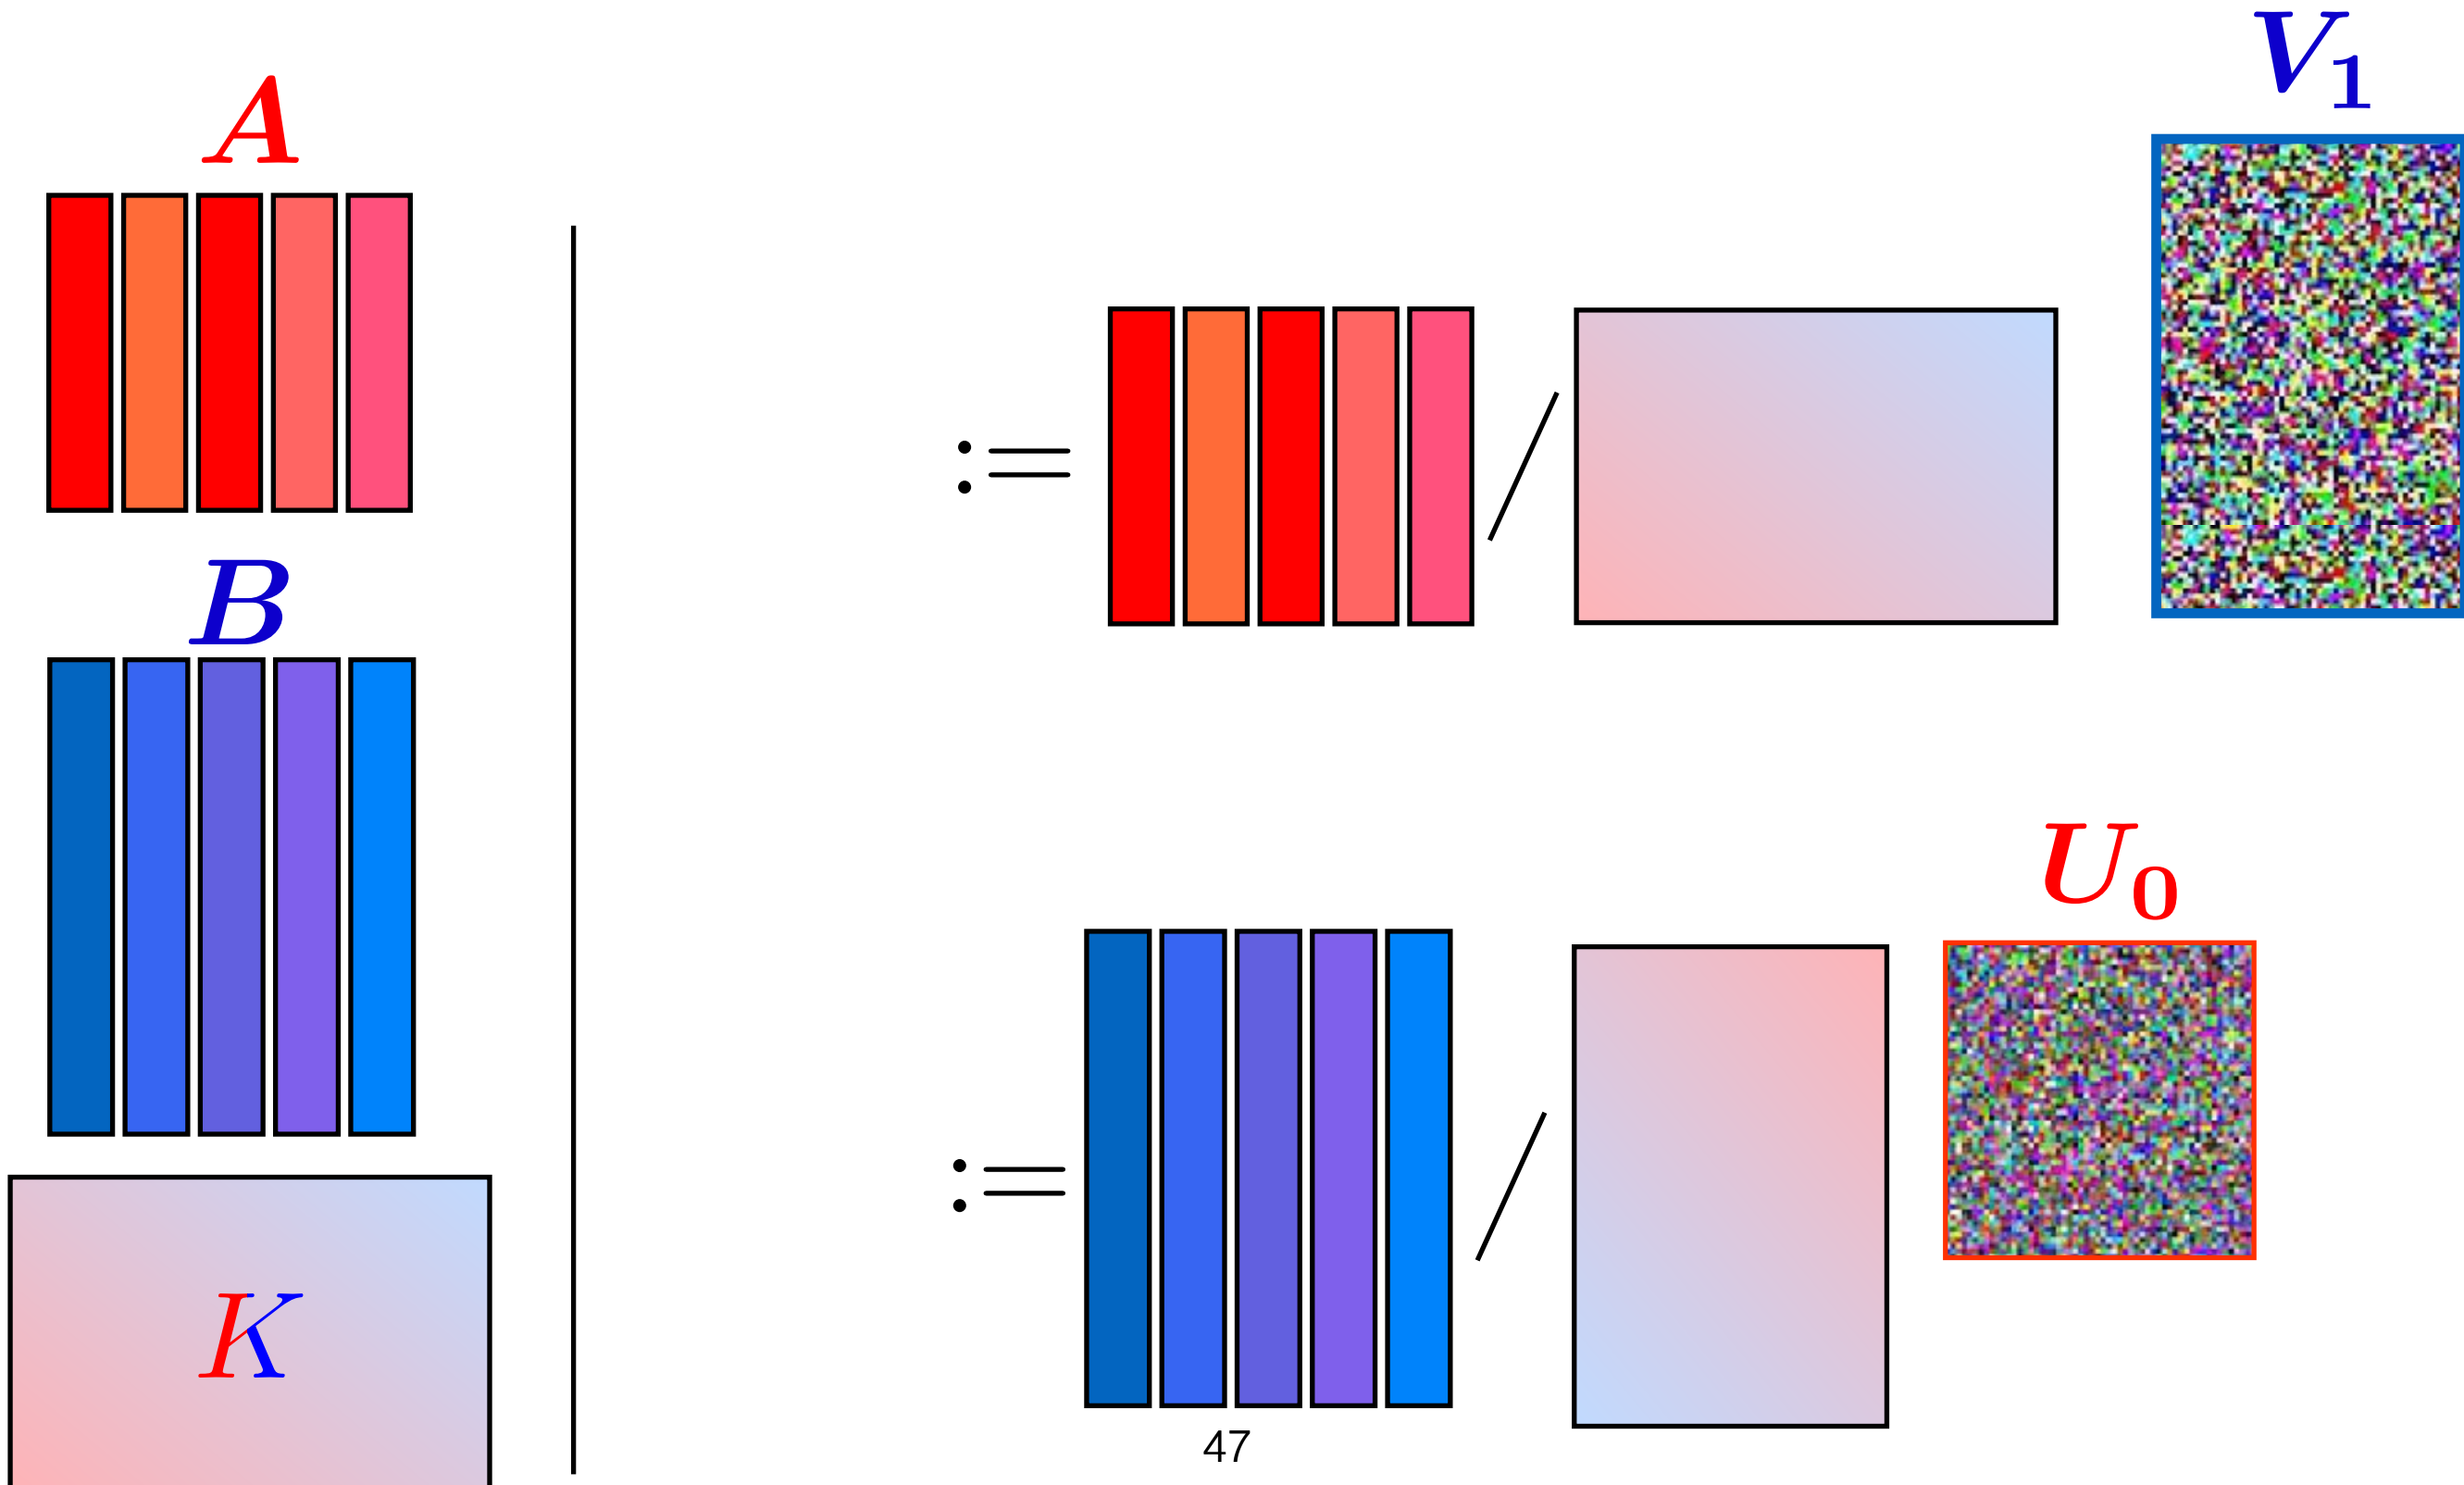 A
B
K
:=
/
V₁
:=
/
U₀
47